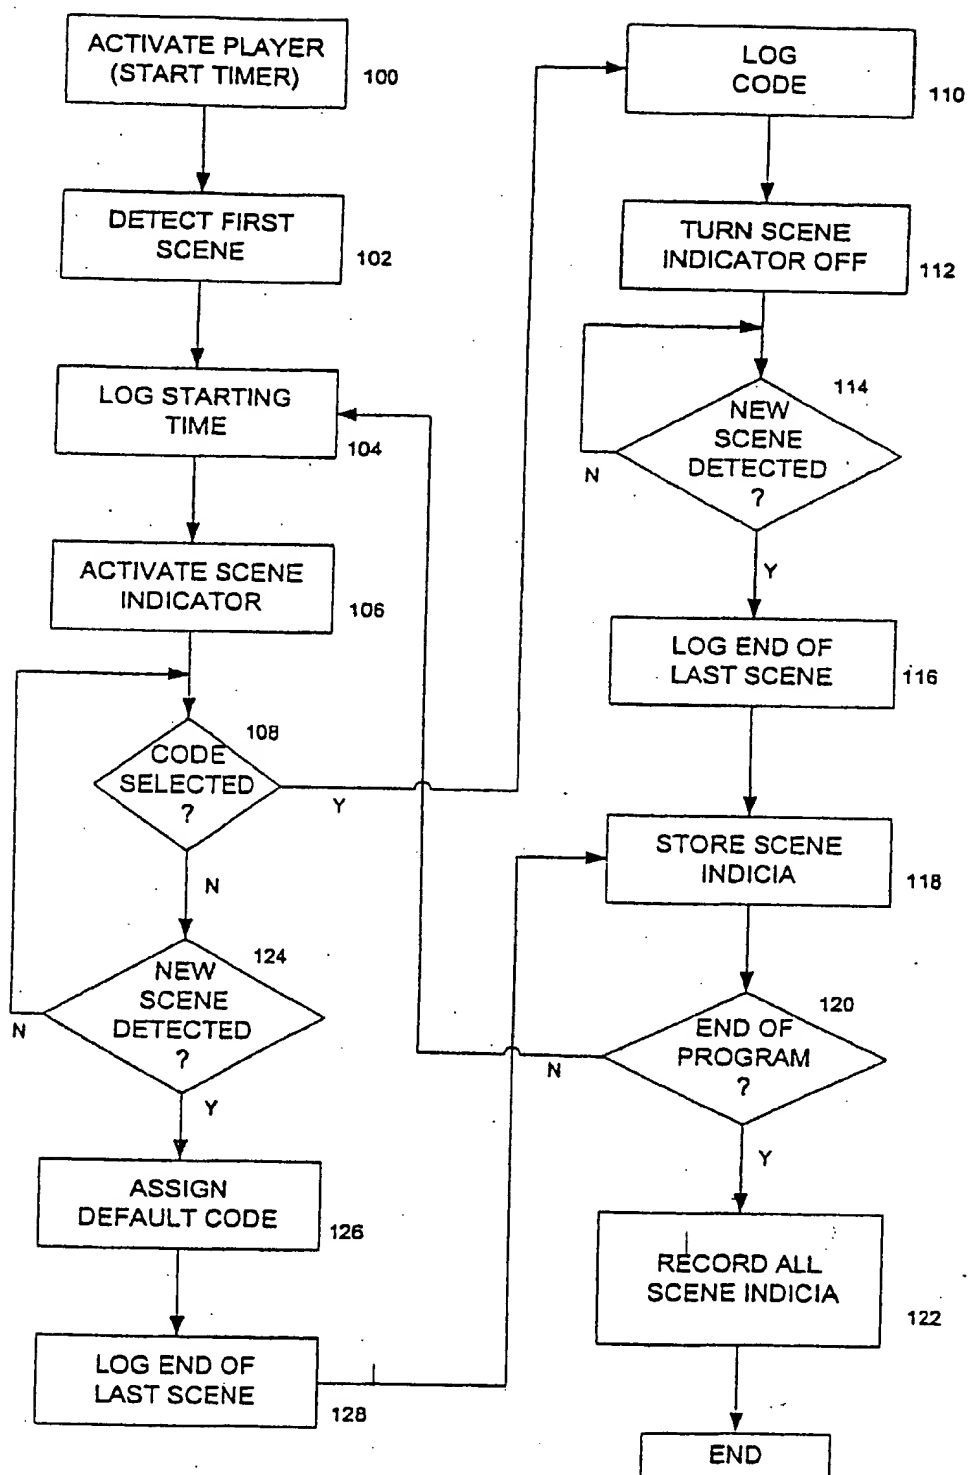 ACTIVATE PLAYER
(START TIMER)
100
DETECT FIRST
SCENE
102
LOG STARTING
TIME
104
ACTIVATE SCENE
INDICATOR
106
108
CODE
SELECTED
?
Y
N
124
NEW
SCENE
DETECTED
?
N
Y
ASSIGN
DEFAULT CODE
126
LOG END OF
LAST SCENE
128
LOG
CODE
110
TURN SCENE
INDICATOR OFF
112
114
NEW
SCENE
DETECTED
?
N
Y
LOG END OF
LAST SCENE
116
STORE SCENE
INDICIA
118
120
END OF
PROGRAM
?
N
Y
RECORD ALL
SCENE INDICIA
122
END